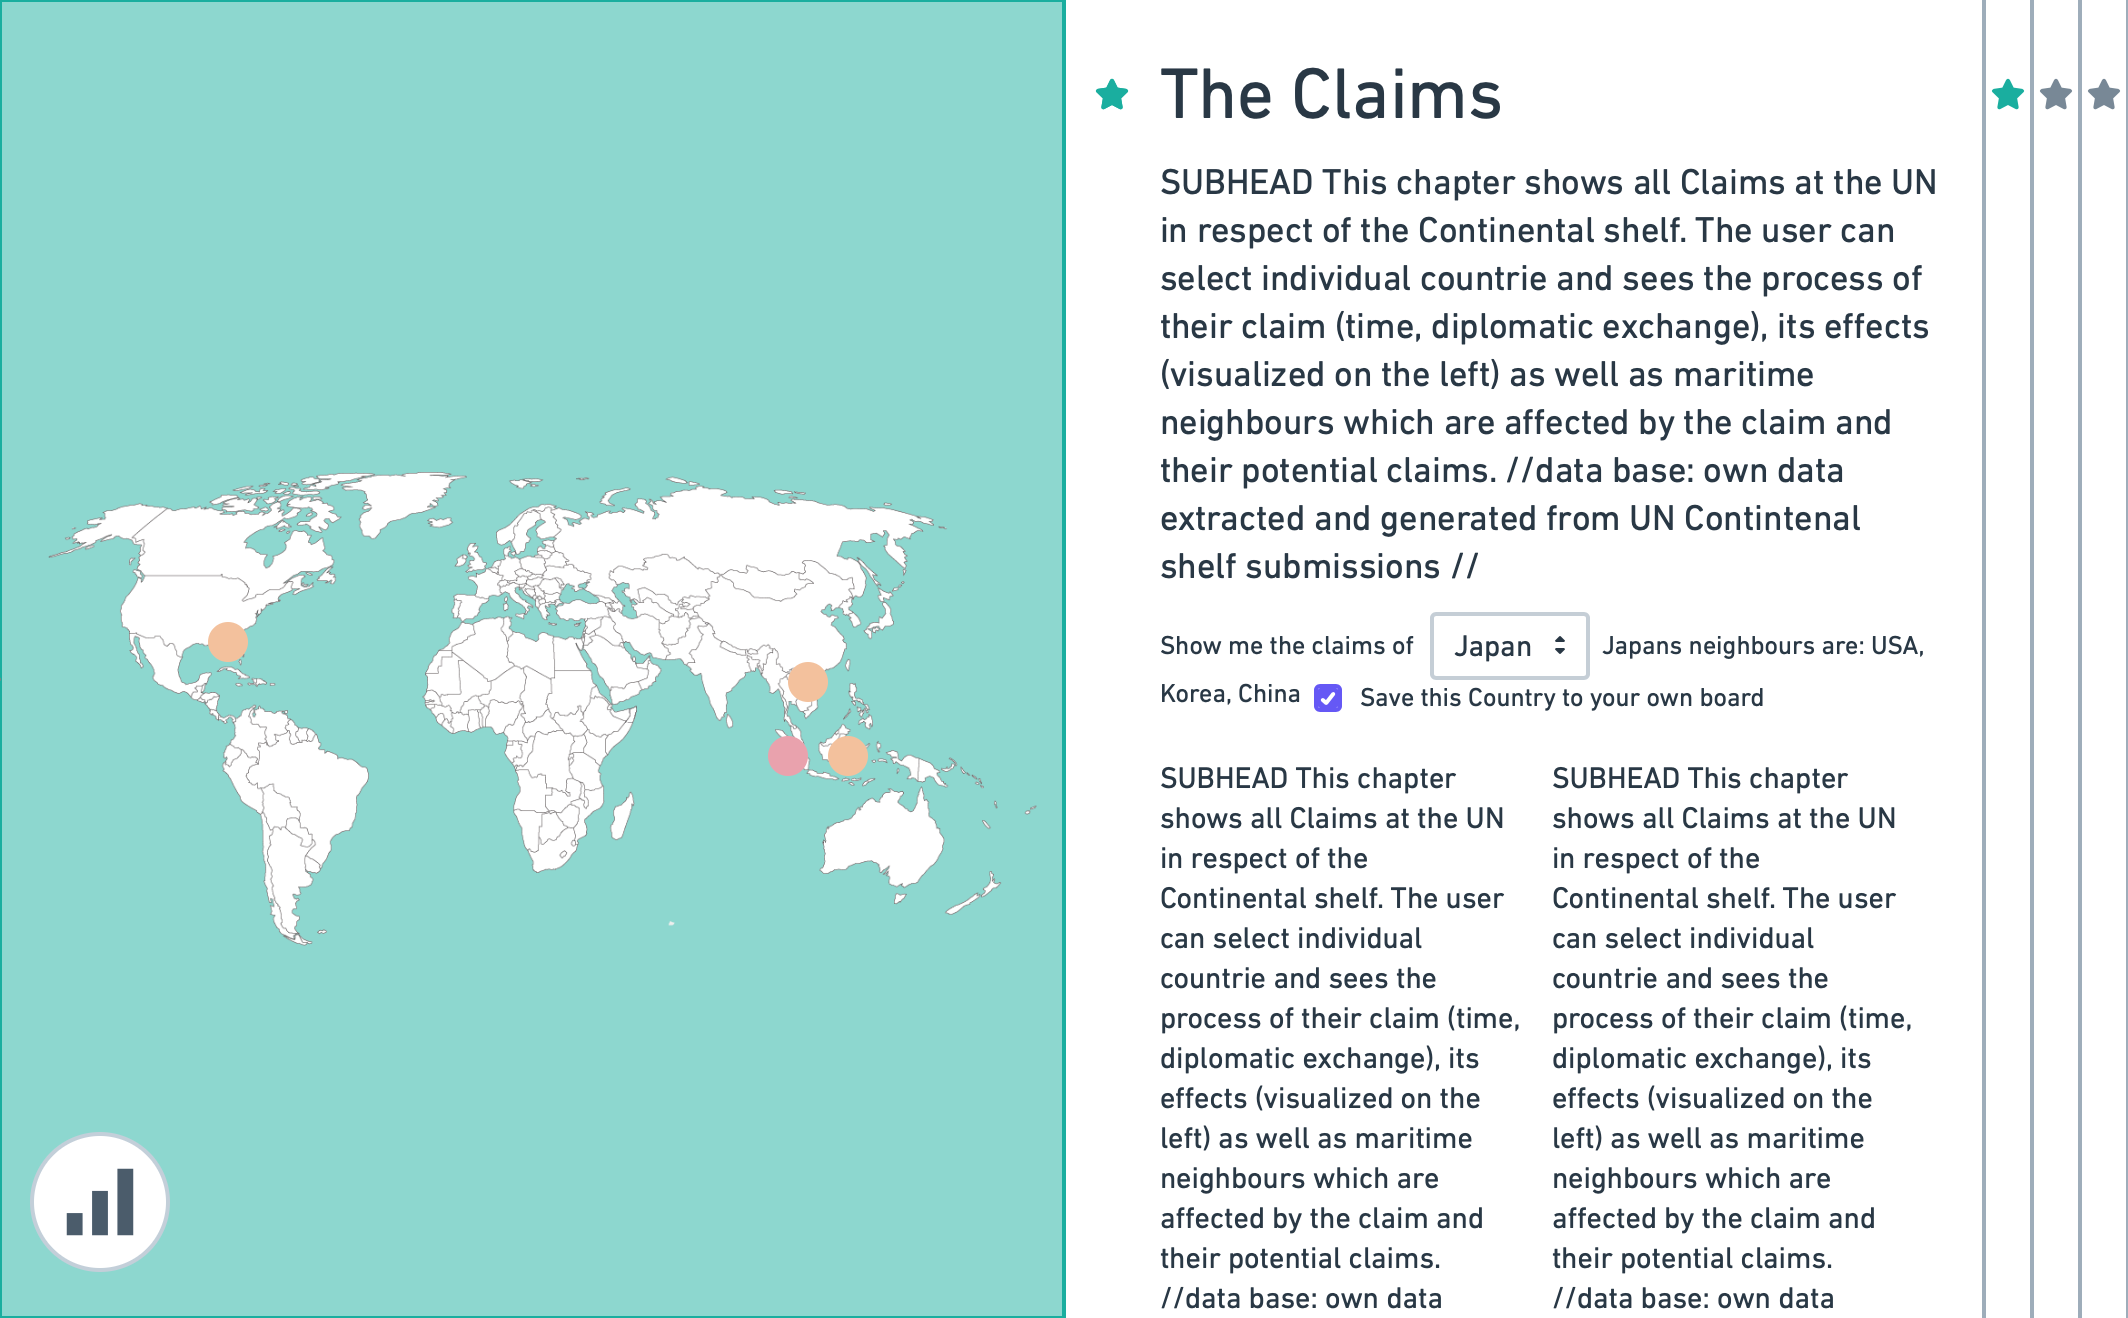 The Claims
SUBHEAD This chapter shows all Claims at the UN
in respect of the Continental shelf. The user can
select individual countrie and sees the process of
their claim (time, diplomatic exchange), its effects
(visualized on the left) as well as maritime
neighbours which are affected by the claim and
their potential claims. //data base: own data
extracted and generated from UN Contintenal
shelf submissions //
Show me the claims of Japan Japans neighbours are: USA,
Korea, China Save this Country to your own board
SUBHEAD This chapter
shows all Claims at the UN
in respect of the
Continental shelf. The user
can select individual
countrie and sees the
process of their claim (time,
diplomatic exchange), its
effects (visualized on the
left) as well as maritime
neighbours which are
affected by the claim and
their potential claims.
//data base: own data
SUBHEAD This chapter
shows all Claims at the UN
in respect of the
Continental shelf. The user
can select individual
countrie and sees the
process of their claim (time,
diplomatic exchange), its
effects (visualized on the
left) as well as maritime
neighbours which are
affected by the claim and
their potential claims.
//data base: own data